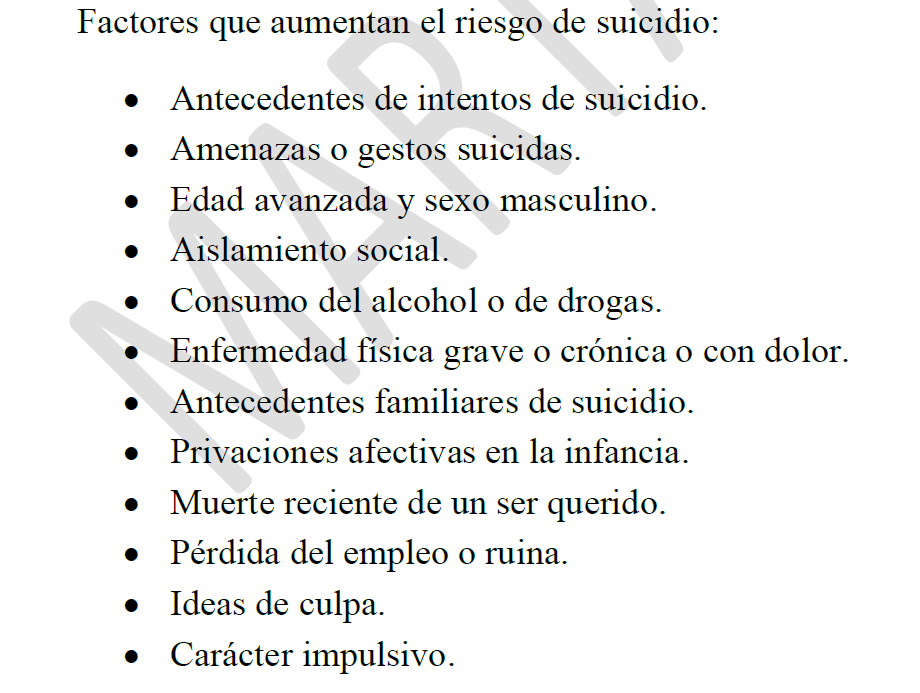 Factores que aumentan el riesgo de suicidio:
• Antecedentes de intentos de suicidio.
• Amenazas o gestos suicidas.
• Edad avanzada y sexo masculino.
• Aislamiento social.
• Consumo del alcohol o de drogas.
• Enfermedad física grave o crónica o con dolor.
• Antecedentes familiares de suicidio.
• Privaciones afectivas en la infancia.
• Muerte reciente de un ser querido.
• Pérdida del empleo o ruina.
• Ideas de culpa.
• Carácter impulsivo.